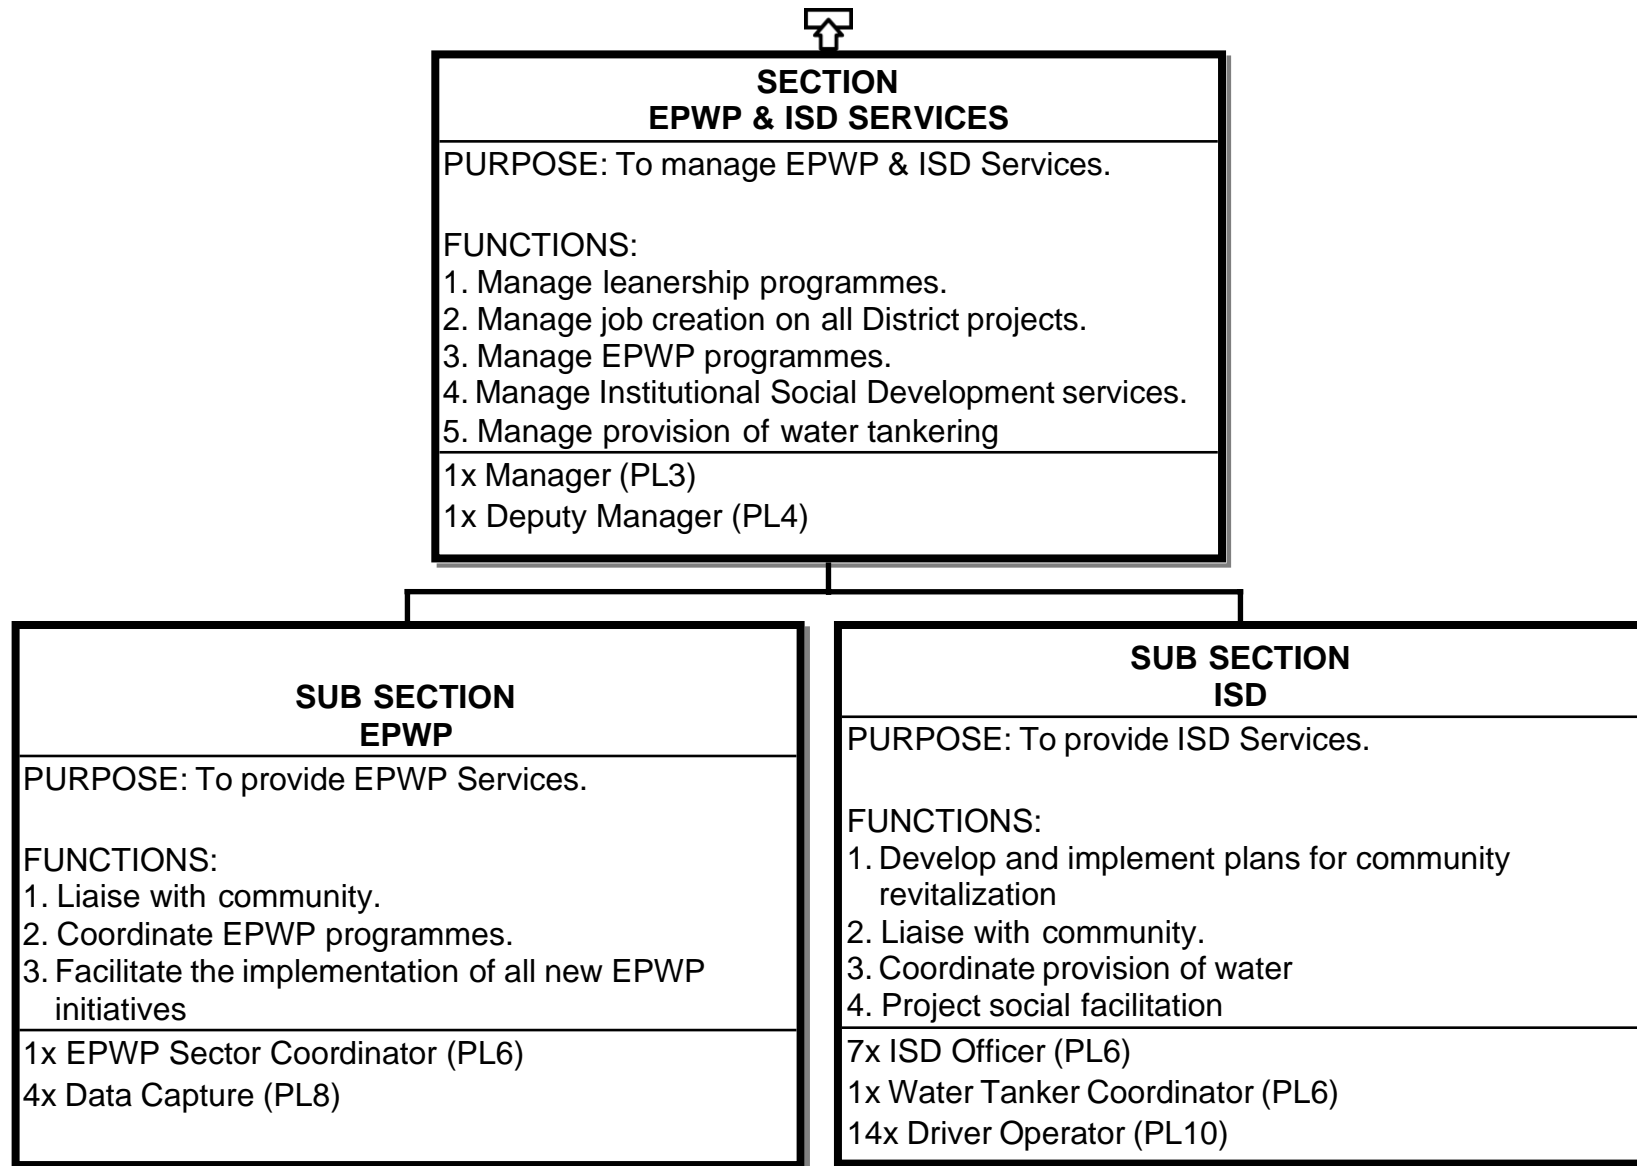 SECTION
EPWP & ISD SERVICES
PURPOSE: To manage EPWP & ISD Services.
FUNCTIONS:
1. Manage leanership programmes.
2. Manage job creation on all District projects.
3. Manage EPWP programmes.
4. Manage Institutional Social Development services.
5. Manage provision of water tankering
1x Manager (PL3)
1x Deputy Manager (PL4)
SUB SECTION
EPWP
PURPOSE: To provide EPWP Services.
FUNCTIONS:
1. Liaise with community.
2. Coordinate EPWP programmes.
3. Facilitate the implementation of all new EPWP
initiatives
1x EPWP Sector Coordinator (PL6)
4x Data Capture (PL8)
SUB SECTION
ISD
PURPOSE: To provide ISD Services.
FUNCTIONS:
1. Develop and implement plans for community
revitalization
2. Liaise with community.
3. Coordinate provision of water
4. Project social facilitation
7x ISD Officer (PL6)
1x Water Tanker Coordinator (PL6)
14x Driver Operator (PL10)